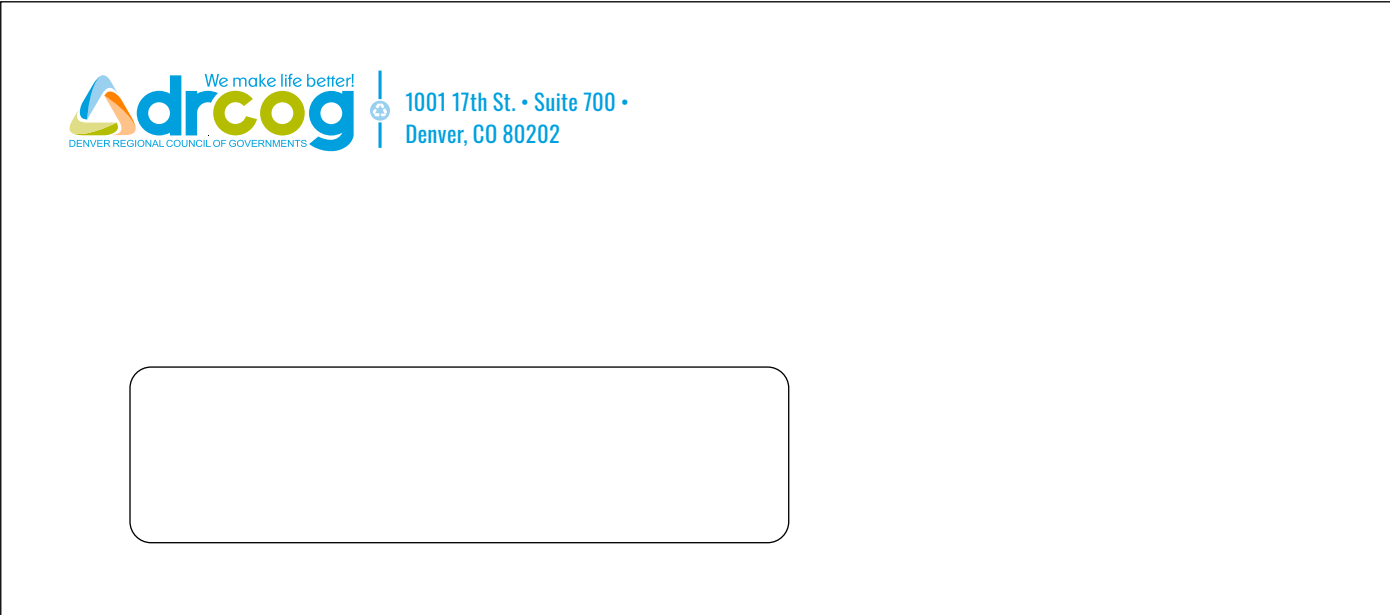 We make life better!
drcog
DENVER REGIONAL COUNCIL OF GOVERNMENTS
1001 17th St. • Suite 700 •
Denver, CO 80202